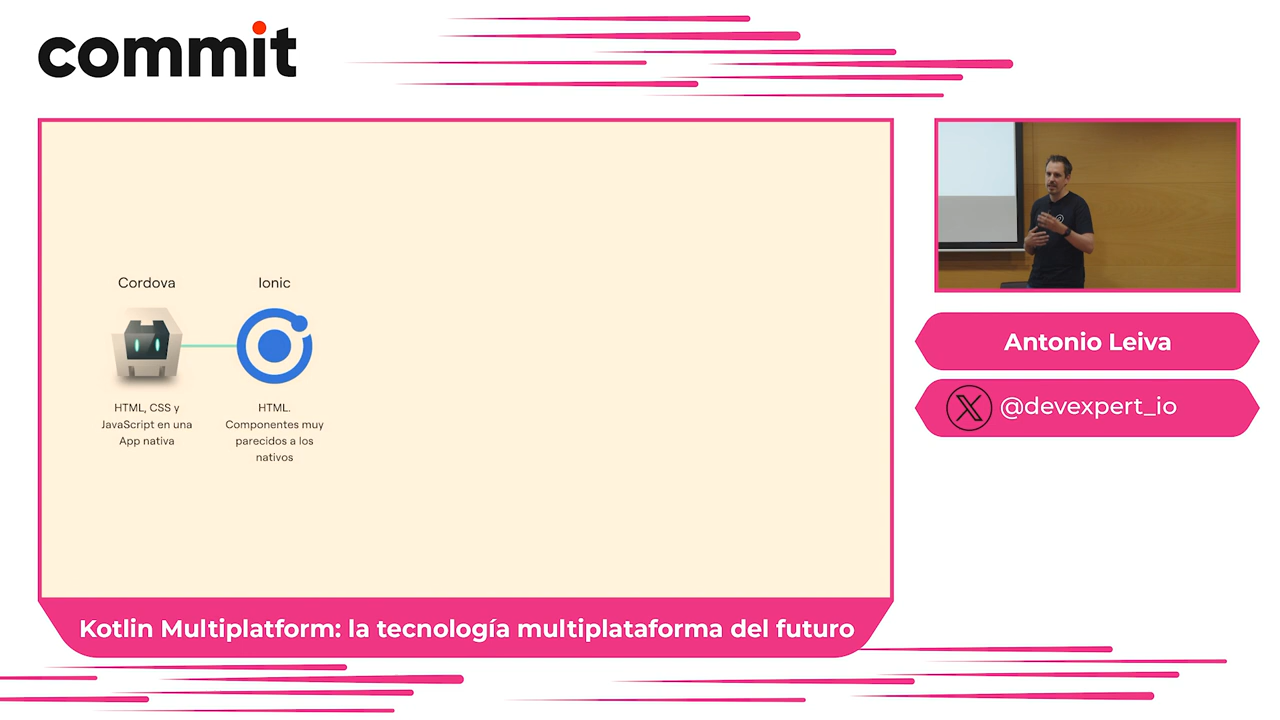 commit
Cordova
HTML, CSS y
JavaScript en una
App nativa
Ionic
HTML.
Componentes muy
parecidos a los
nativos
Antonio Leiva
@devexpert_io
Kotlin Multiplatform: la tecnología multiplataforma del futuro